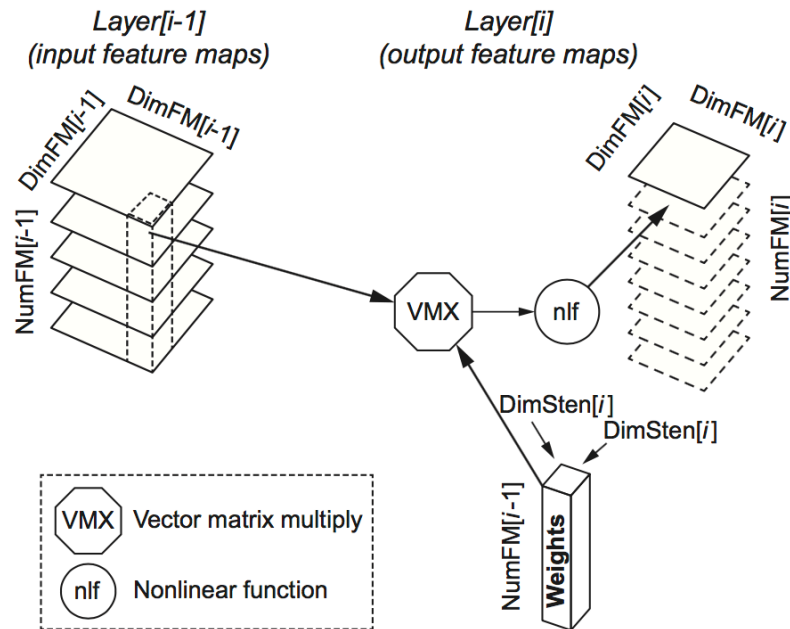 Layer[i-1]
(input feature maps)
Layer[i]
(output feature maps)
DimFM[i-1]
DimFM[i-1]
NumFM[i-1]
DimFM[i]
DimFM[i]
NumFM[i]
VMX
nlf
DimSten[i]
DimSten[i]
NumFM[i-1]
Weights
VMX
Vector matrix multiply
nlf
Nonlinear function